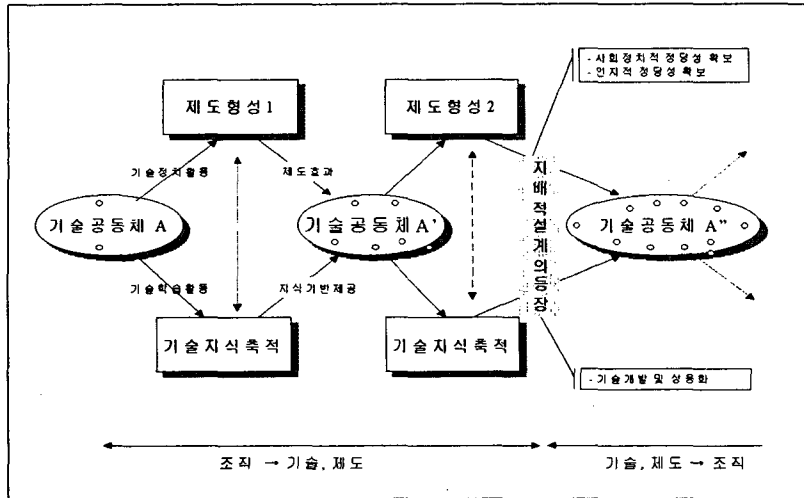 - 사회정치적 정당성 확보
- 인지적 정당성 확보
제도형성 1
제도형성 2
기술정치활동
제도효과
지배적설계의등장
기술공동체 A
기술공동체 A'
기술공동체 A”
기술학습활동
지식기반제공
기술지식축적
기술지식축적
- 기술개발 및 상용화
조직 → 기술, 제도
기술, 제도 → 조직